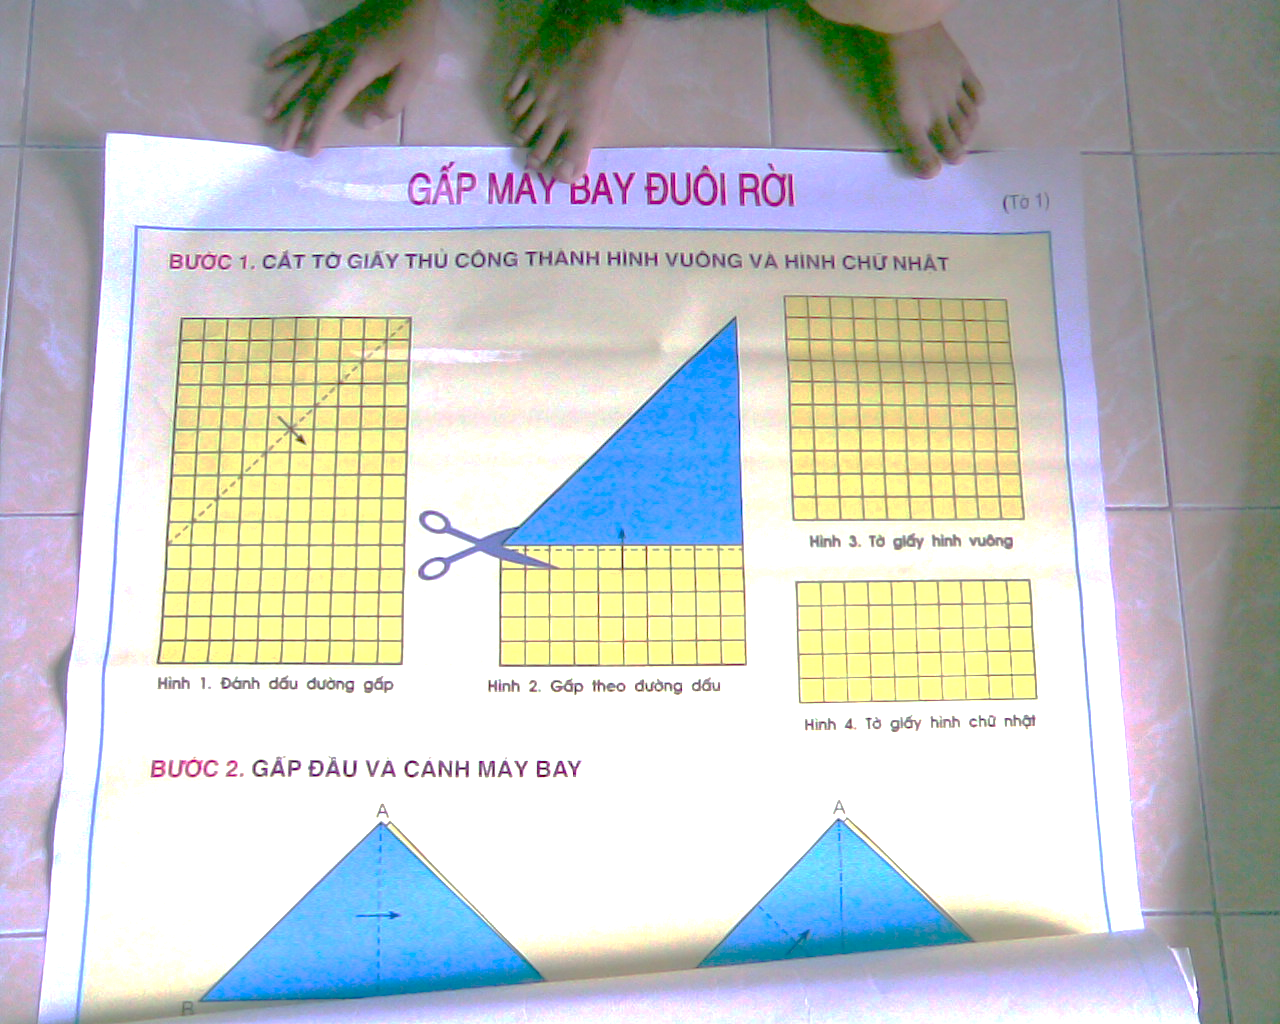 GẤP MÁY BAY ĐUÔI RỜI
(Tờ 1)
BƯỚC 1. CẮT TỜ GIẤY THỦ CÔNG THÀNH HÌNH VUÔNG VÀ HÌNH CHỮ NHẬT
Hình 1. Đánh dấu đường gấp
Hình 2. Gấp theo đường dấu
Hình 3. Tờ giấy hình vuông
Hình 4. Tờ giấy hình chữ nhật
BƯỚC 2. GẤP ĐẦU VÀ CÁNH MÁY BAY
A
A
B